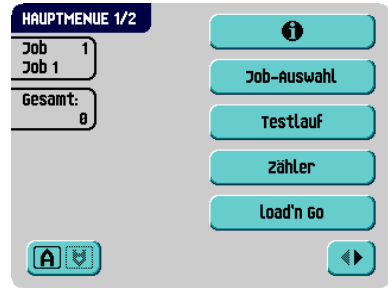 HAUPTMENUE 1/2
Job 1
Job 1
Gesamt:
0
Job-Auswahl
Testlauf
Zähler
Load'n Go
A